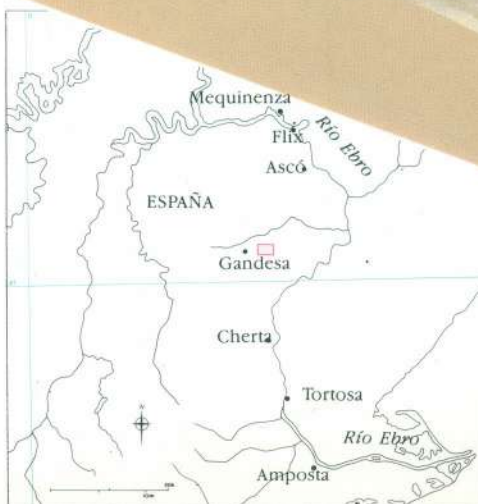 Mequinenza
Río Ebro
Flix
Ascó
ESPAÑA
Gandesa
Cherta
N
Tortosa
Río Ebro
Amposta